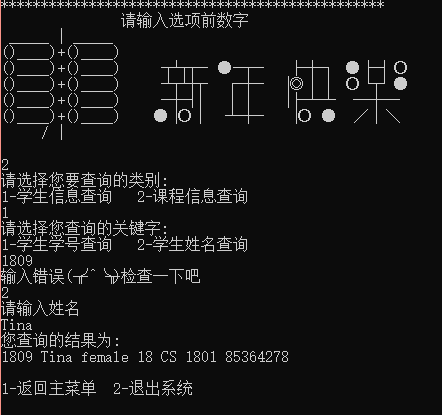 ************************************************
请输入选项前数字
新年快乐
2
请选择您要查询的类别:
1-学生信息查询 2-课程信息查询
1
请选择您查询的关键字:
1-学生学号查询 2-学生姓名查询
1809
输入错误(╥╯^╰╥)检查一下吧
2
请输入姓名
Tina
您查询的结果为:
1809 Tina female 18 CS 1801 85364278
1-返回主菜单 2-退出系统